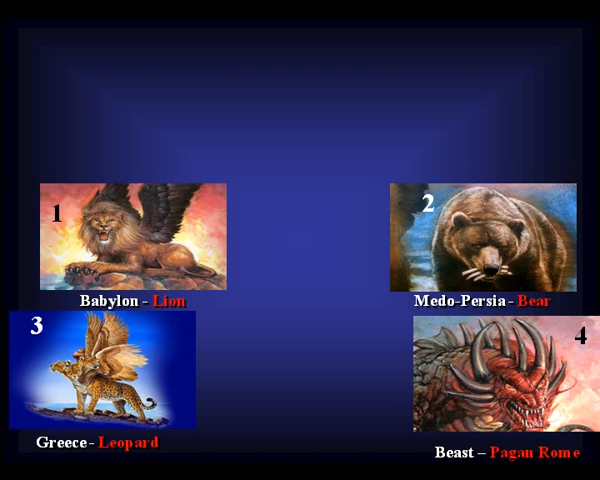 1
2
Babylon - Lion
Medo-Persia - Bear
3
4
Greece - Leopard
Beast – Pagan Rome